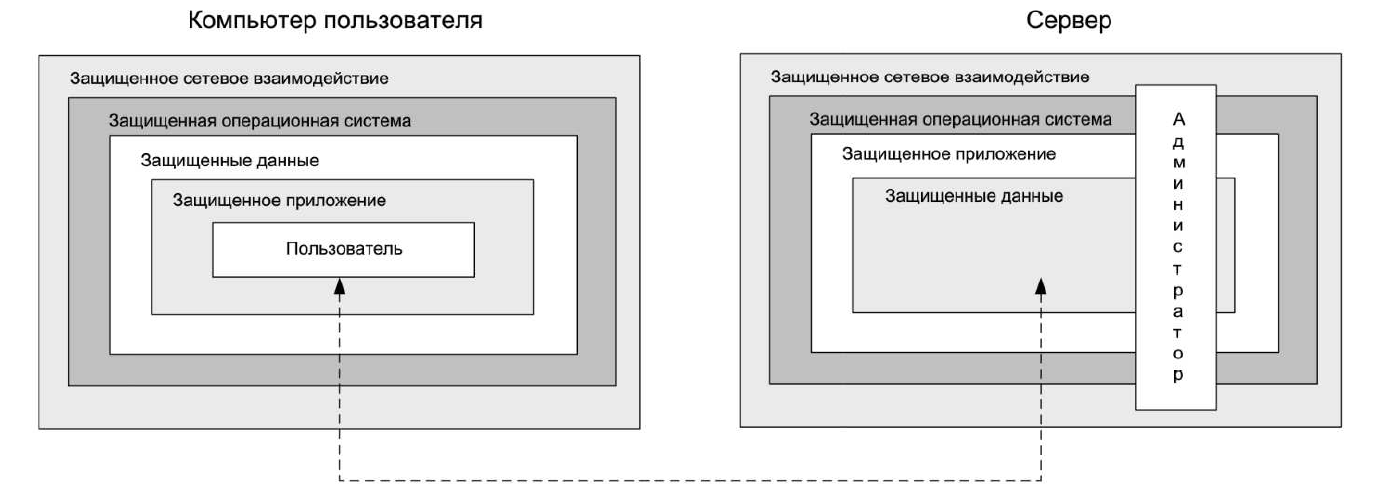 Компьютер пользователя
Защищенное сетевое взаимодействие
Защищенная операционная система
Защищенные данные
Защищенное приложение
Пользователь
Сервер
Защищенное сетевое взаимодействие
Защищенная операционная система
Защищенное приложение
Защищенные данные
Администратор